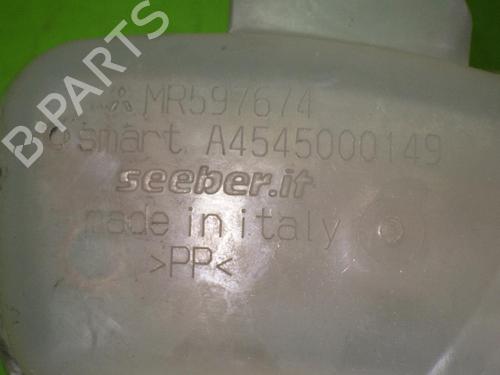 MR597674
smart A4545000149
seeber.it
made in italy
>PP<
B-PARTS